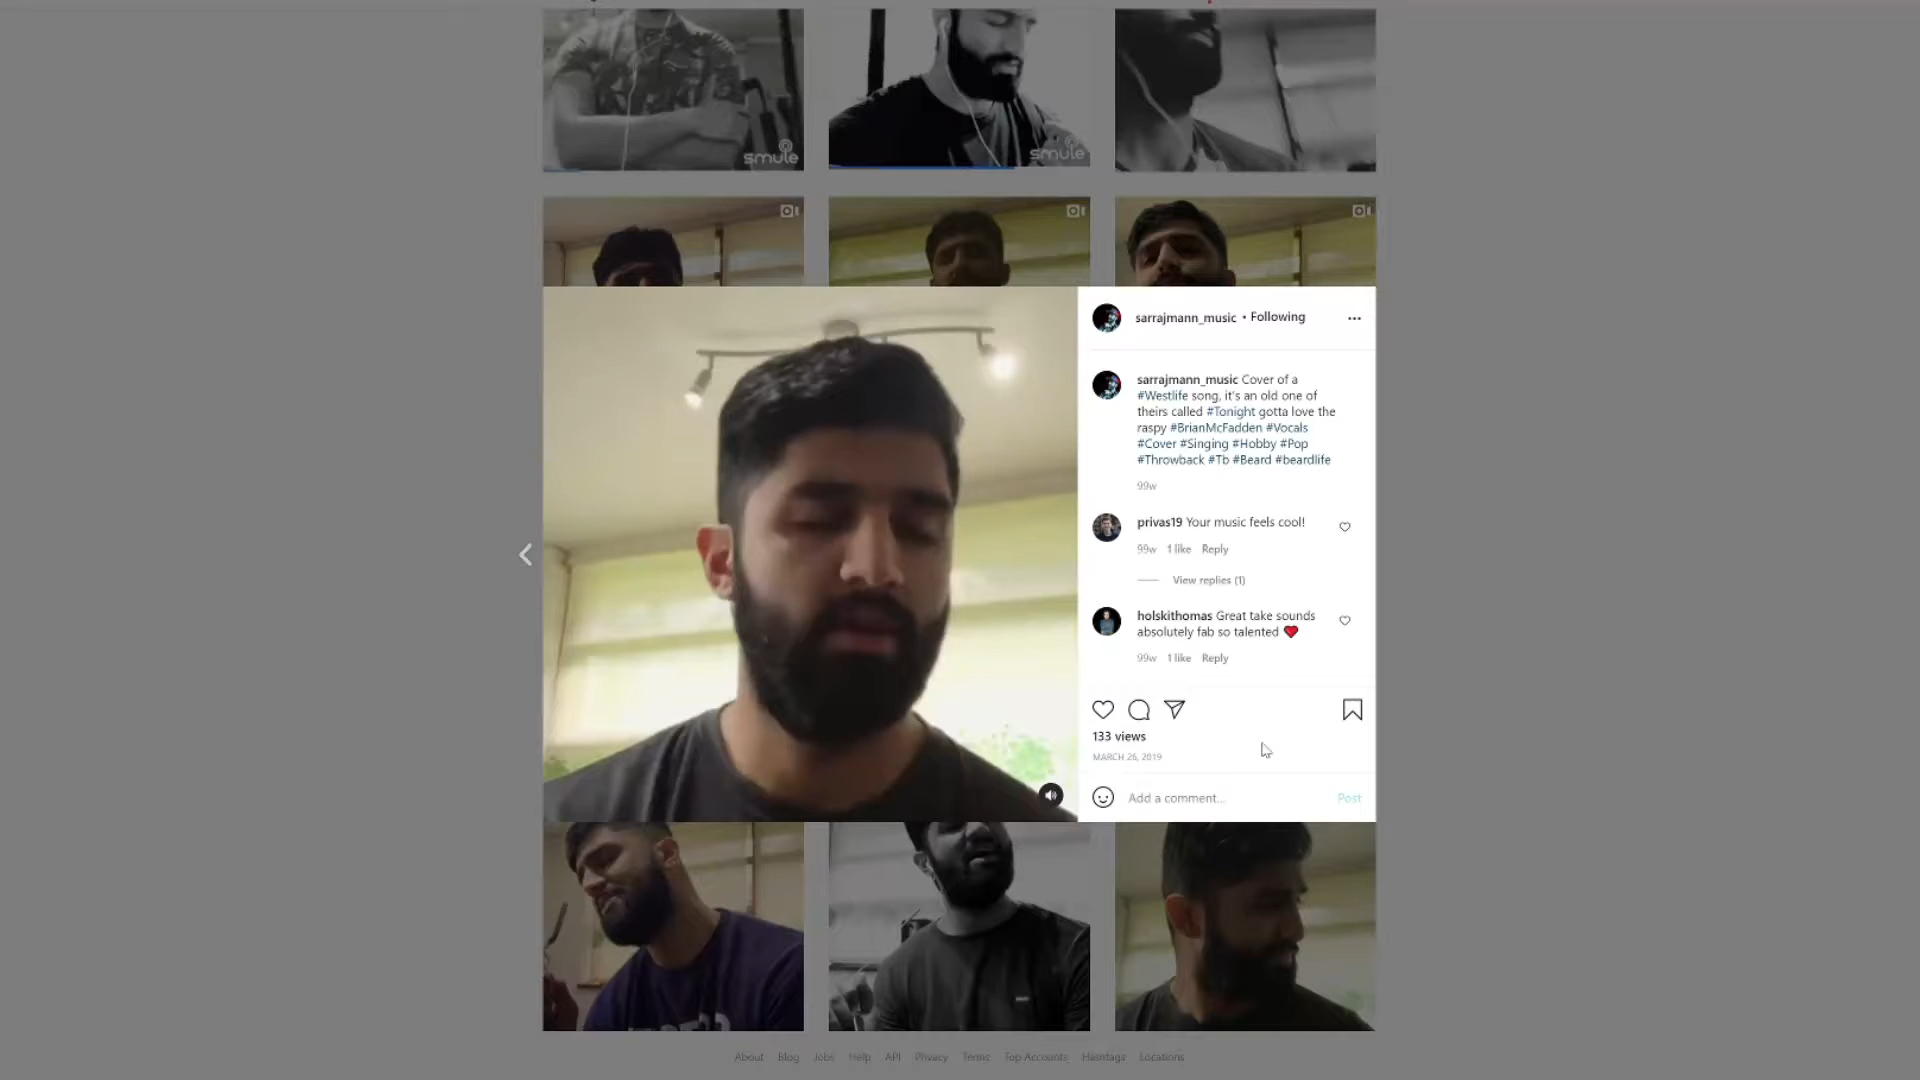 smule
smule
sarrajmann_music • Following
sarrajmann_music Cover of a
#Westlife song, it's an old one of
theirs called #Tonight gotta love the
raspy #BrianMcFadden #Vocals
#Cover #Singing #Hobby #Pop
#Throwback #Tb #Beard #beardlife
99w
privas19 Your music feels cool!
99w 1 like Reply
View replies (1)
holskithomas Great take sounds
absolutely fab so talented ❤️
99w 1 like Reply
133 views
MARCH 26, 2019
Add a comment... Post
About Blog Jobs Help API Privacy Terms Top Accounts Hashtags Locations